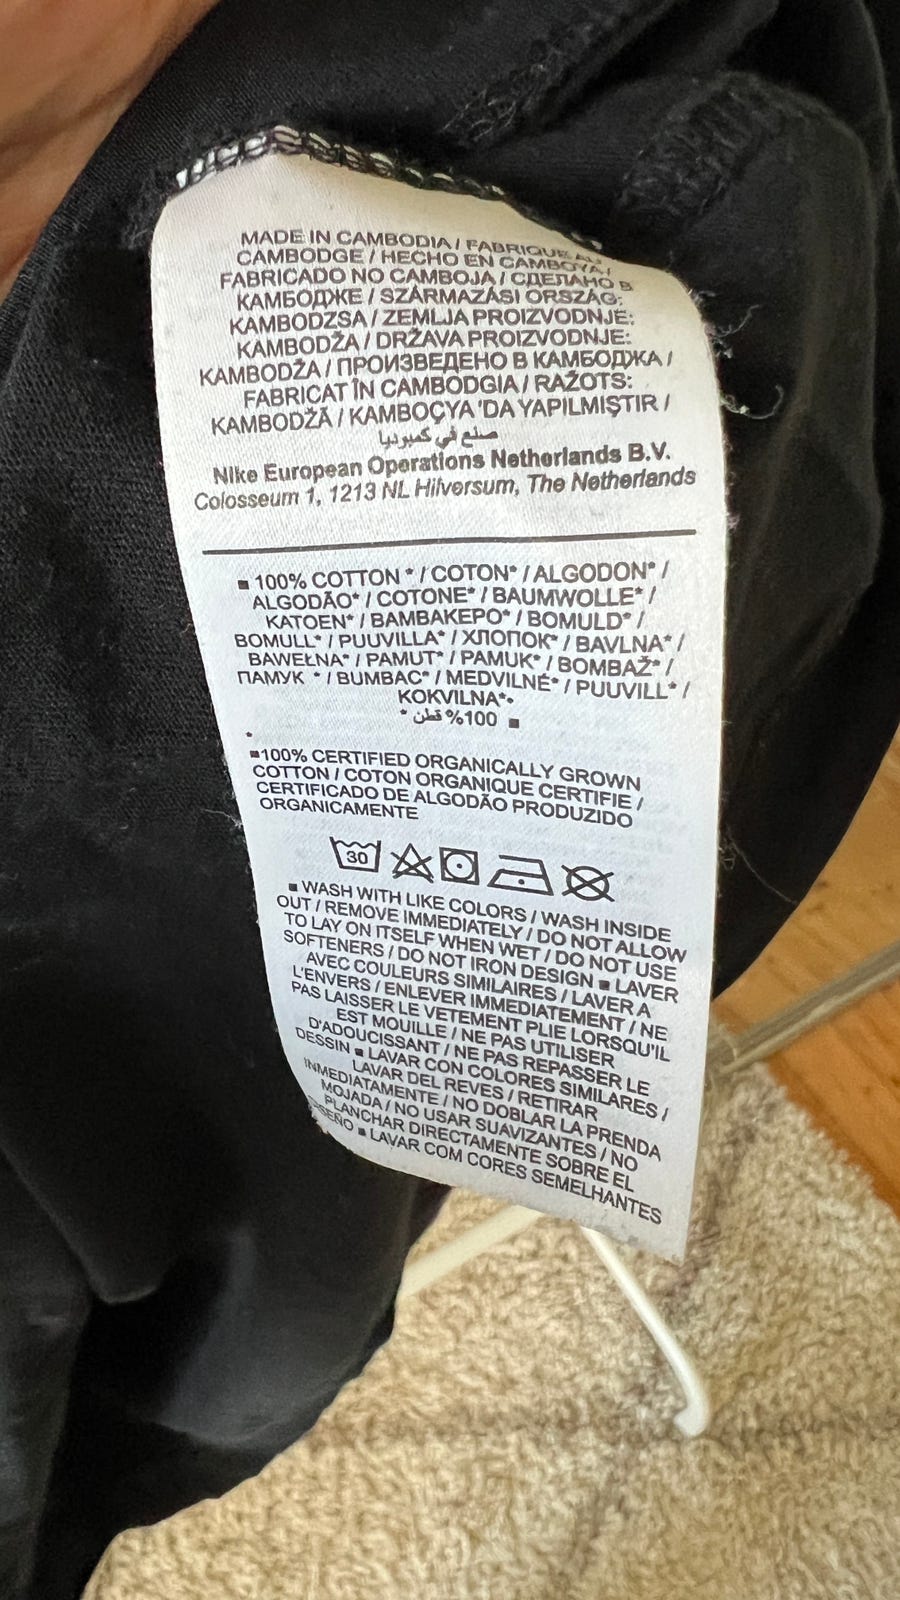 MADE IN CAMBODIA / FABRIQUE AU
CAMBODGE / HECHO EN CAMBOYA /
FABRICADO NO CAMBOJA / СДЕЛАНО В
КАМБОДЖЕ / SZÁRMAZÁSI ORSZÁG:
KAMBODZSA / ZEMLJA PROIZVODNJE:
KAMBODŽA / DRŽAVA PROIZVODNJE:
KAMBODŽA / ПРОИЗВЕДЕНО В КАМБОДЖА /
FABRICAT ÎN CAMBODGIA / RAŽOTS:
KAMBODŽĀ / KAMBOÇYA 'DA YAPILMIŞTIR /
صنع في كمبوديا
Nike European Operations Netherlands B.V.
Colosseum 1, 1213 NL Hilversum, The Netherlands
■ 100% COTTON * / COTON* / ALGODON* /
ALGODÃO* / COTONE* / BAUMWOLLE* /
KATOEN* / BAMBAKEPO* / BOMULD* /
BOMULL* / PUUVILLA* / ХЛОПОК* / BAVLNA* /
BAWEŁNA* / PAMUT* / PAMUK* / BOMBAŽ* /
ПАМУК * / BUMBAC* / MEDVILNĖ* / PUUVILL* /
KOKVILNA*•
■ 100% قطن *
*
■100% CERTIFIED ORGANICALLY GROWN
COTTON / COTON ORGANIQUE CERTIFIE /
CERTIFICADO DE ALGODÃO PRODUZIDO
ORGANICAMENTE
30
■ WASH WITH LIKE COLORS / WASH INSIDE
OUT / REMOVE IMMEDIATELY / DO NOT ALLOW
TO LAY ON ITSELF WHEN WET / DO NOT USE
SOFTENERS / DO NOT IRON DESIGN ■ LAVER
AVEC COULEURS SIMILAIRES / LAVER A
L'ENVERS / ENLEVER IMMEDIATEMENT / NE
PAS LAISSER LE VETEMENT PLIE LORSQU'IL
EST MOUILLE / NE PAS UTILISER
D'ADOUCISSANT / NE PAS REPASSER LE
DESSIN ■ LAVAR CON COLORES SIMILARES /
LAVAR DEL REVES / RETIRAR
INMEDIATAMENTE / NO DOBLAR LA PRENDA
MOJADA / NO USAR SUAVIZANTES / NO
PLANCHAR DIRECTAMENTE SOBRE EL
DISEÑO ■ LAVAR COM CORES SEMELHANTES